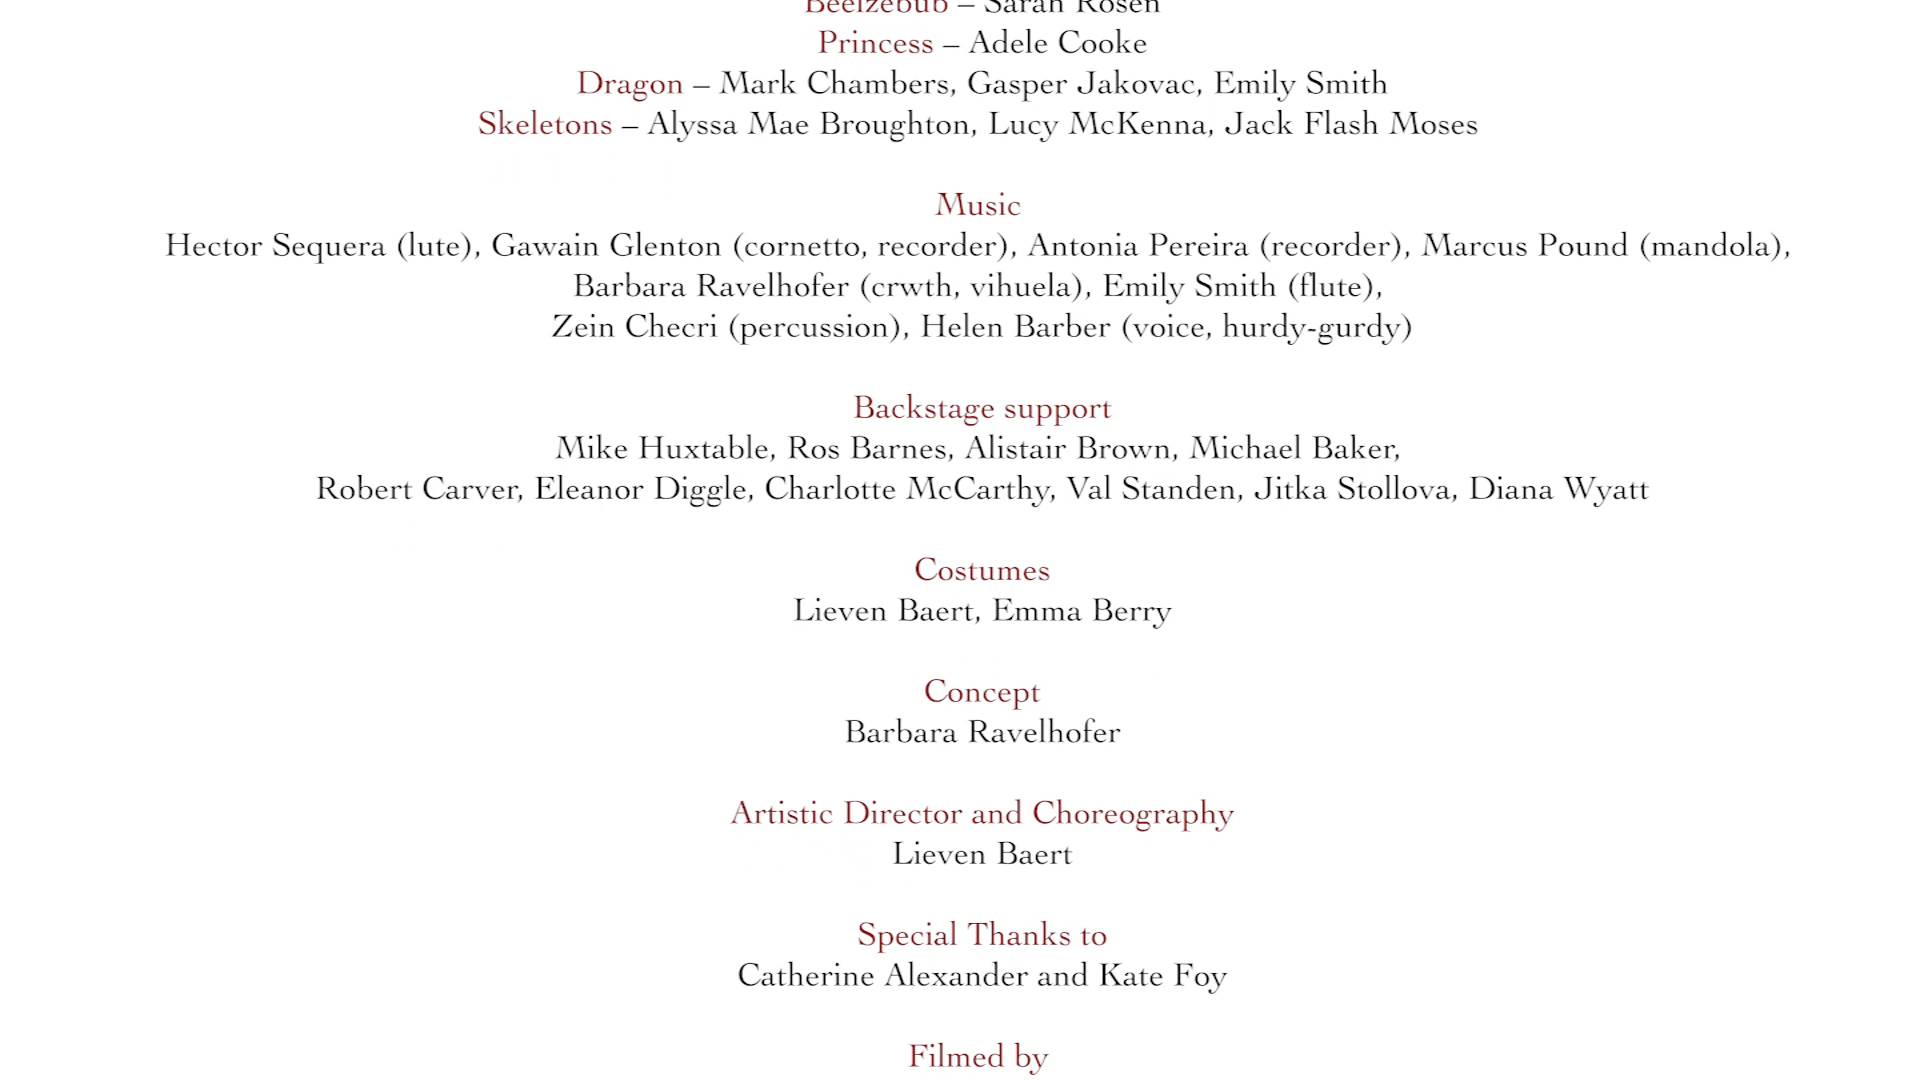 Beelzebub – Sarah Rosen
Princess – Adele Cooke
Dragon – Mark Chambers, Gasper Jakovac, Emily Smith
Skeletons – Alyssa Mae Broughton, Lucy McKenna, Jack Flash Moses
Music
Hector Sequera (lute), Gawain Glenton (cornetto, recorder), Antonia Pereira (recorder), Marcus Pound (mandola),
Barbara Ravelhofer (crwth, vihuela), Emily Smith (flute),
Zein Checri (percussion), Helen Barber (voice, hurdy-gurdy)
Backstage support
Mike Huxtable, Ros Barnes, Alistair Brown, Michael Baker,
Robert Carver, Eleanor Diggle, Charlotte McCarthy, Val Standen, Jitka Stollova, Diana Wyatt
Costumes
Lieven Baert, Emma Berry
Concept
Barbara Ravelhofer
Artistic Director and Choreography
Lieven Baert
Special Thanks to
Catherine Alexander and Kate Foy
Filmed by